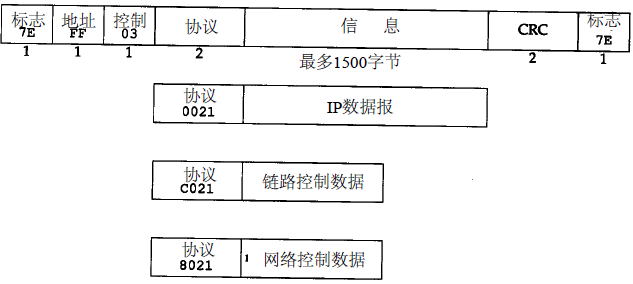 标志 地址 控制 协议 信 息 CRC 标志
7E FF 03 7E
1 1 1 2 最多1500字节 2 1
协议 IP数据报
0021
协议 链路控制数据
C021
协议 1 网络控制数据
8021